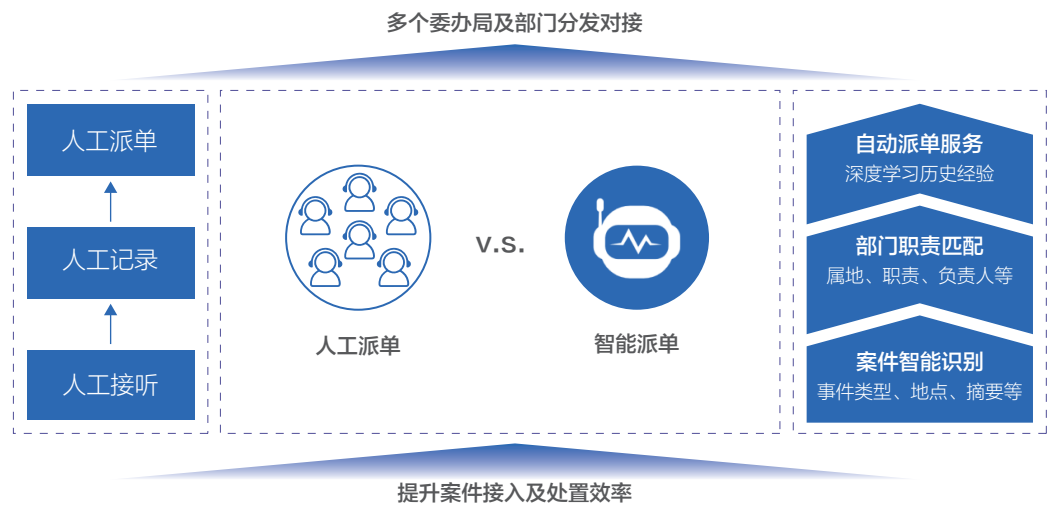 多个委办局及部门分发对接
人工派单
人工记录
人工接听
人工派单
V.S.
智能派单
自动派单服务
深度学习历史经验
部门职责匹配
属地、职责、负责人等
案件智能识别
事件类型、地点、摘要等
提升案件接入及处置效率